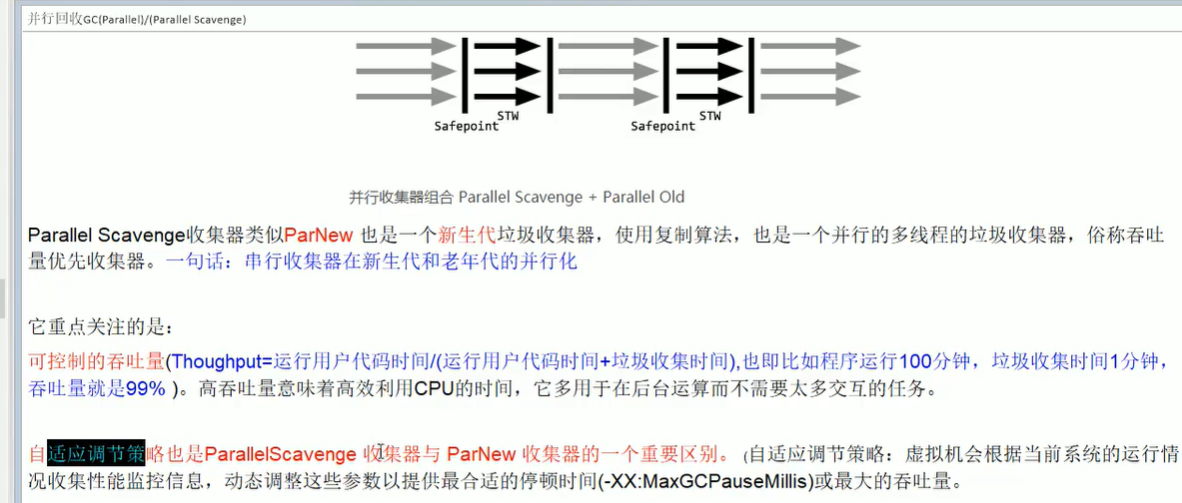 并行回收GC(Parallel)/(Parallel Scavenge)
STW STW
Safepoint Safepoint
并行收集器组合 Parallel Scavenge + Parallel Old
Parallel Scavenge收集器类似ParNew 也是一个新生代垃圾收集器，使用复制算法，也是一个并行的多线程的垃圾收集器，俗称吞吐
量优先收集器。一句话：串行收集器在新生代和老年代的并行化
它重点关注的是：
可控制的吞吐量(Thoughput=运行用户代码时间/(运行用户代码时间+垃圾收集时间),也即比如程序运行100分钟，垃圾收集时间1分钟，
吞吐量就是99% )。高吞吐量意味着高效利用CPU的时间，它多用于在后台运算而不需要太多交互的任务。
自适应调节策略也是ParallelScavenge 收集器与 ParNew 收集器的一个重要区别。(自适应调节策略：虚拟机会根据当前系统的运行情
况收集性能监控信息，动态调整这些参数以提供最合适的停顿时间(-XX:MaxGCPauseMillis)或最大的吞吐量。